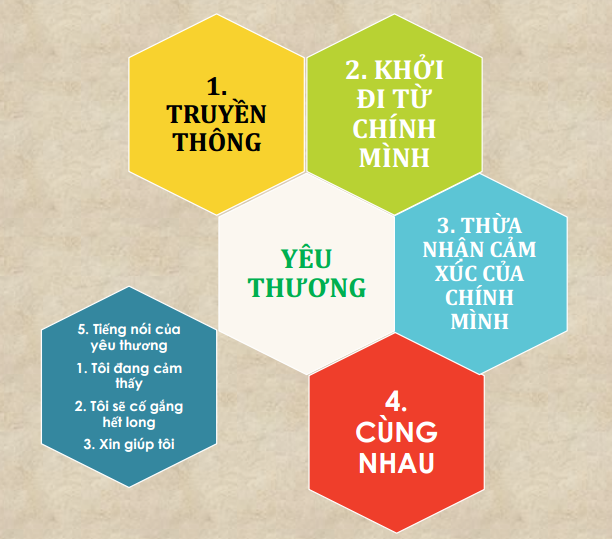 1.
TRUYỀN
THÔNG
2. KHỞI
ĐI TỪ
CHÍNH
MÌNH
YÊU
THƯƠNG
3. THỪA
NHẬN CẢM
XÚC CỦA
CHÍNH
MÌNH
4.
CÙNG
NHAU
5. Tiếng nói của
yêu thương
1. Tôi đang cảm
thấy
2. Tôi sẽ cố gắng
hết long
3. Xin giúp tôi